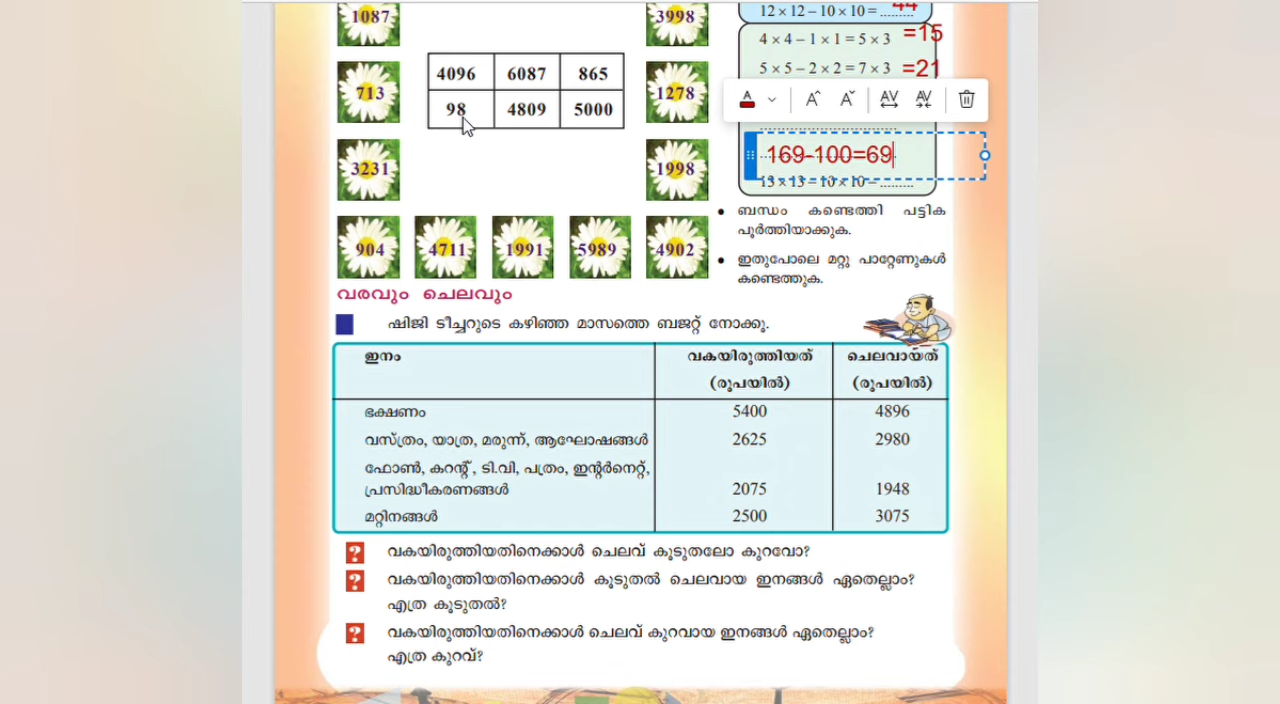 1087
3998
12 × 12 – 10 × 10 = .........
44
4 × 4 – 1 × 1 = 5 × 3 =15
5 × 5 – 2 × 2 = 7 × 3 =21
4096 6087 865
98 4809 5000
713
1278
169-100=69
13 × 13 – 10 × 10 – .........
3231
1998
904 4711 1991 5989 4902
• ബന്ധം കണ്ടെത്തി പട്ടിക
പൂർത്തിയാക്കുക.
• ഇതുപോലെ മറ്റു പാറ്റേണുകൾ
കണ്ടെത്തുക.
വരവും ചെലവും
ഷിജി ടീച്ചറുടെ കഴിഞ്ഞ മാസത്തെ ബജറ്റ് നോക്കൂ.
ഇനം വകയിരുത്തിയത് ചെലവായത്
(രൂപയിൽ) (രൂപയിൽ)
ഭക്ഷണം 5400 4896
വസ്ത്രം, യാത്ര, മരുന്ന്, ആഘോഷങ്ങൾ 2625 2980
ഫോൺ, കറന്റ്, ടി.വി, പത്രം, ഇന്റർനെറ്റ്,
പ്രസിദ്ധീകരണങ്ങൾ 2075 1948
മറ്റിനങ്ങൾ 2500 3075
? വകയിരുത്തിയതിനെക്കാൾ ചെലവ് കൂടുതലോ കുറവോ?
? വകയിരുത്തിയതിനെക്കാൾ കൂടുതൽ ചെലവായ ഇനങ്ങൾ ഏതെല്ലാം?
എത്ര കൂടുതൽ?
? വകയിരുത്തിയതിനെക്കാൾ ചെലവ് കുറവായ ഇനങ്ങൾ ഏതെല്ലാം?
എത്ര കുറവ്?